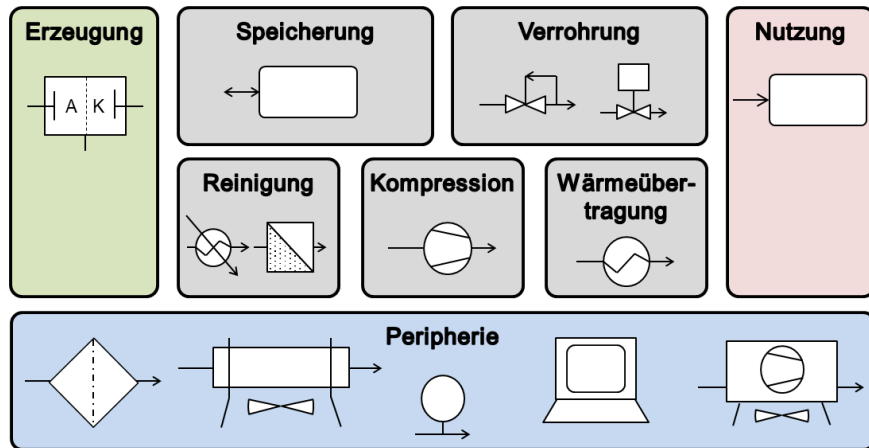 Erzeugung
A K
Speicherung
Verrohrung
Nutzung
Reinigung
Kompression
Wärmeüber-
tragung
Peripherie